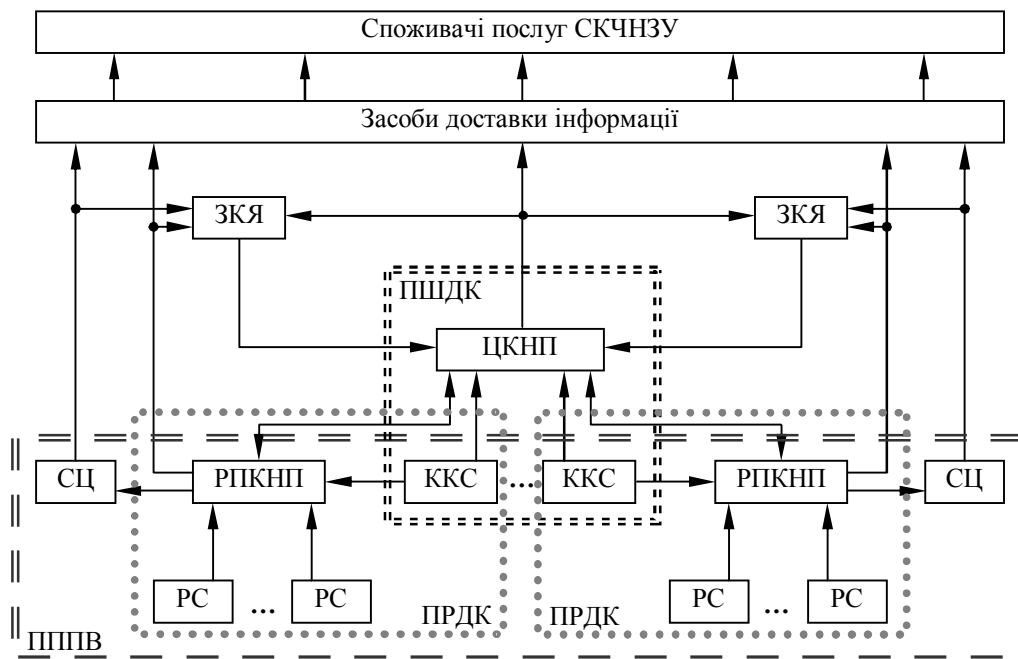 Споживачі послуг СКЧНЗУ
Засоби доставки інформації
ЗКЯ
ЗКЯ
ПШДК
ЦКНП
СЦ
РПКНП
ККС
...
ККС
РПКНП
СЦ
РС
...
РС
ПРДК
ПРДК
РС
...
РС
ПППВ